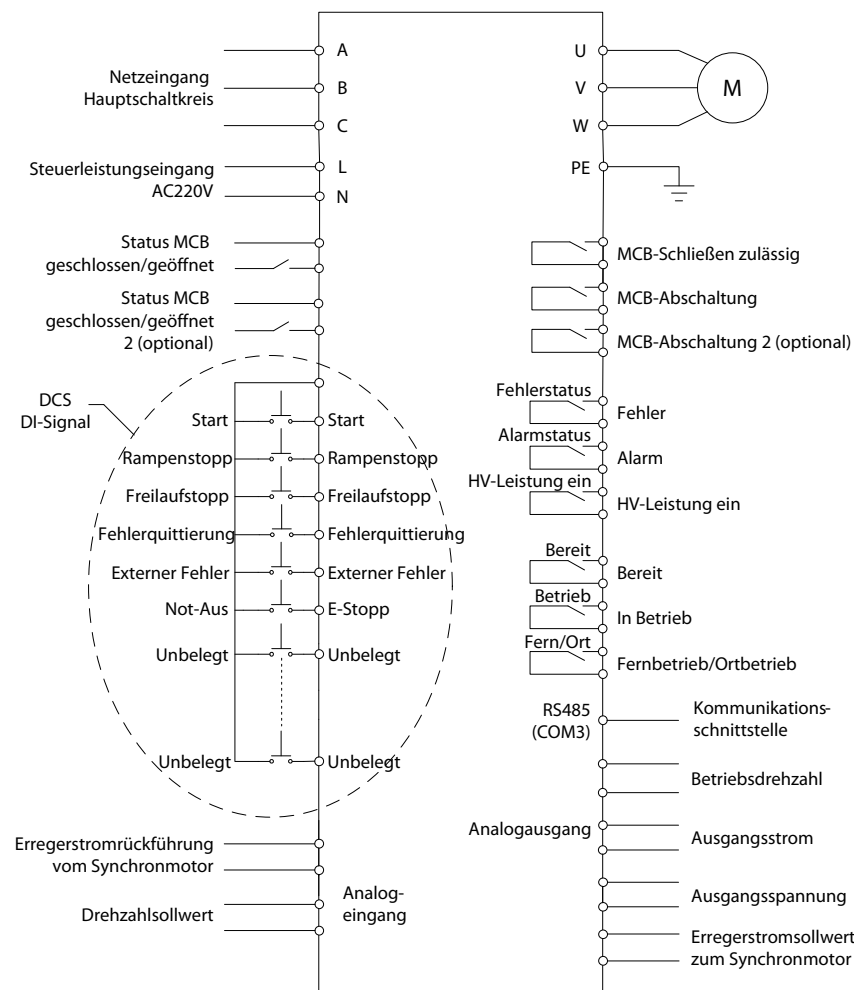 A
Netzeingang
Hauptschaltkreis
B
C
Steuerleistungseingang
AC220V
L
N
Status MCB
geschlossen/geöffnet
Status MCB
geschlossen/geöffnet
2 (optional)
DCS
DI-Signal
Start
Start
Rampenstopp
Rampenstopp
Freilaufstopp
Freilaufstopp
Fehlerquittierung
Fehlerquittierung
Externer Fehler
Externer Fehler
Not-Aus
E-Stopp
Unbelegt
Unbelegt
Unbelegt
Unbelegt
Erregerstromrückführung
vom Synchronmotor
Drehzahlsollwert
Analog-
eingang
U
V
W
M
PE
MCB-Schließen zulässig
MCB-Abschaltung
MCB-Abschaltung 2 (optional)
Fehlerstatus
Fehler
Alarmstatus
Alarm
HV-Leistung ein
HV-Leistung ein
Bereit
Bereit
Betrieb
In Betrieb
Fern/Ort
Fernbetrieb/Ortbetrieb
RS485
(COM3)
Kommunikations-
schnittstelle
Betriebsdrehzahl
Analogausgang
Ausgangsstrom
Ausgangsspannung
Erregerstromsollwert
zum Synchronmotor